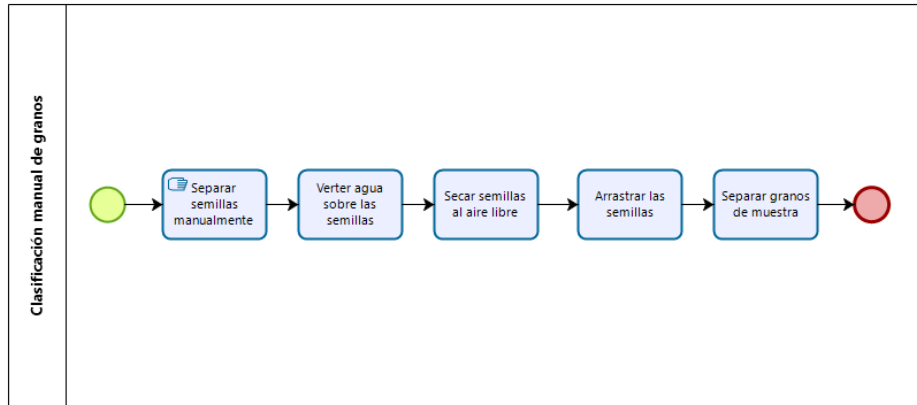 Clasificación manual de granos
Separar
semillas
manualmente
Verter agua
sobre las
semillas
Secar semillas
al aire libre
Arrastrar las
semillas
Separar granos
de muestra